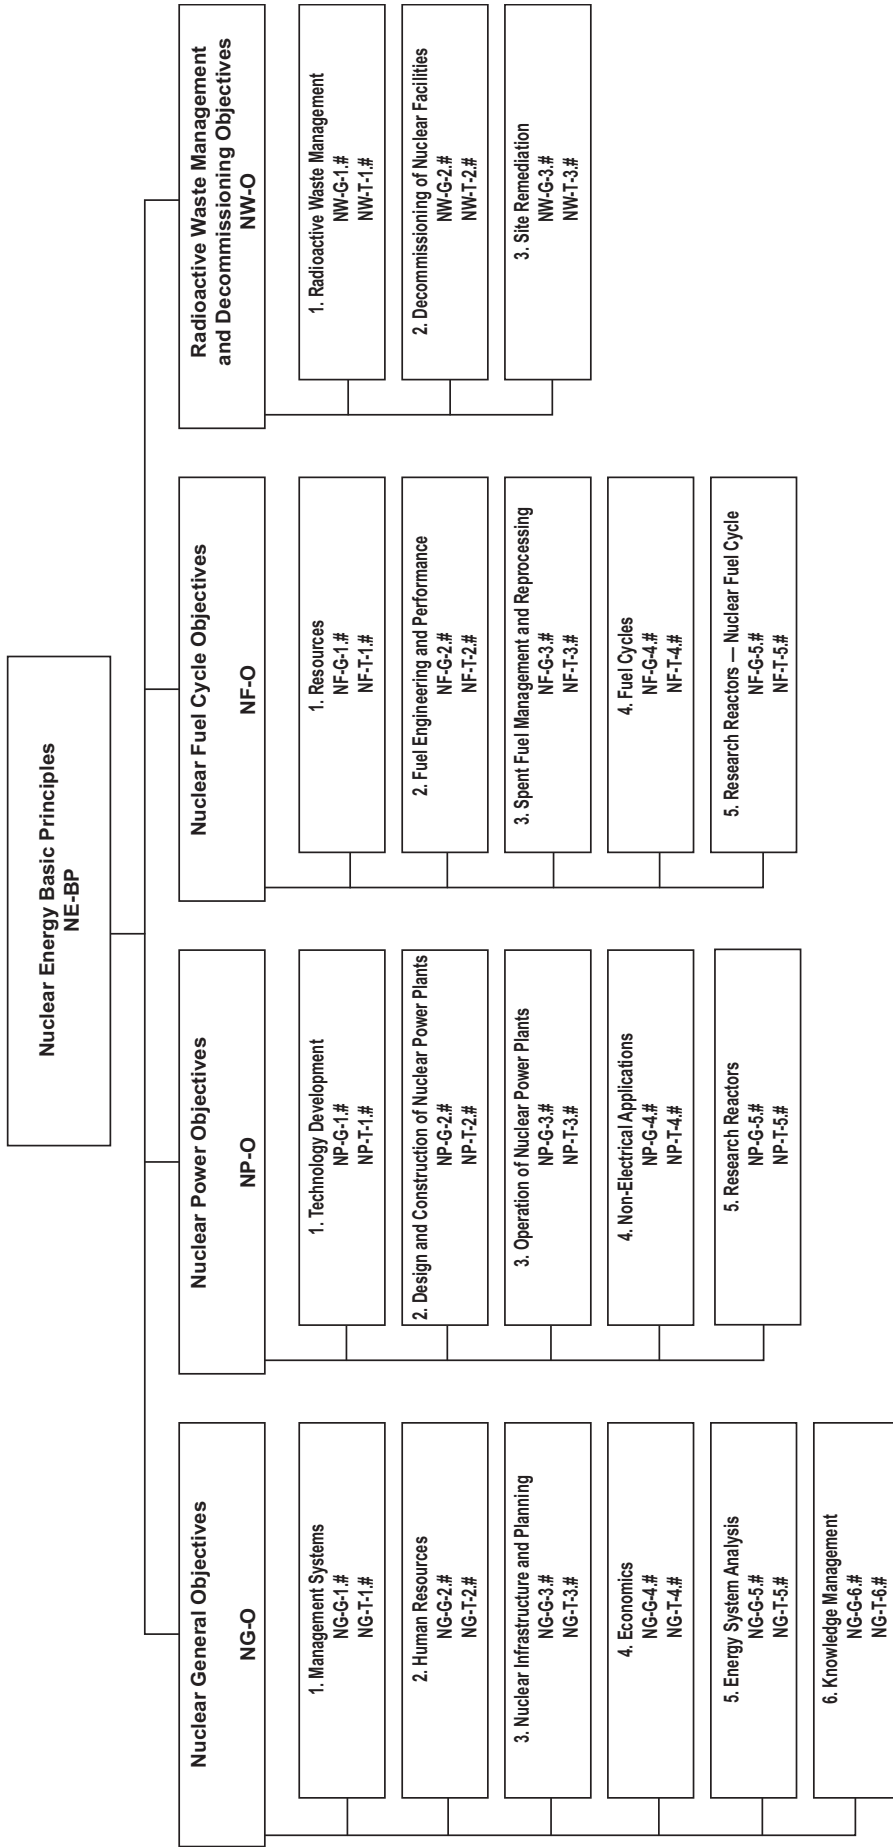 Nuclear Energy Basic Principles
NE-BP
Nuclear General Objectives
NG-O
1. Management Systems
NG-G-1.#
NG-T-1.#
2. Human Resources
NG-G-2.#
NG-T-2.#
3. Nuclear Infrastructure and Planning
NG-G-3.#
NG-T-3.#
4. Economics
NG-G-4.#
NG-T-4.#
5. Energy System Analysis
NG-G-5.#
NG-T-5.#
6. Knowledge Management
NG-G-6.#
NG-T-6.#
Nuclear Power Objectives
NP-O
1. Technology Development
NP-G-1.#
NP-T-1.#
2. Design and Construction of Nuclear Power Plants
NP-G-2.#
NP-T-2.#
3. Operation of Nuclear Power Plants
NP-G-3.#
NP-T-3.#
4. Non-Electrical Applications
NP-G-4.#
NP-T-4.#
5. Research Reactors
NP-G-5.#
NP-T-5.#
Nuclear Fuel Cycle Objectives
NF-O
1. Resources
NF-G-1.#
NF-T-1.#
2. Fuel Engineering and Performance
NF-G-2.#
NF-T-2.#
3. Spent Fuel Management and Reprocessing
NF-G-3.#
NF-T-3.#
4. Fuel Cycles
NF-G-4.#
NF-T-4.#
5. Research Reactors — Nuclear Fuel Cycle
NF-G-5.#
NF-T-5.#
Radioactive Waste Management
and Decommissioning Objectives
NW-O
1. Radioactive Waste Management
NW-G-1.#
NW-T-1.#
2. Decommissioning of Nuclear Facilities
NW-G-2.#
NW-T-2.#
3. Site Remediation
NW-G-3.#
NW-T-3.#